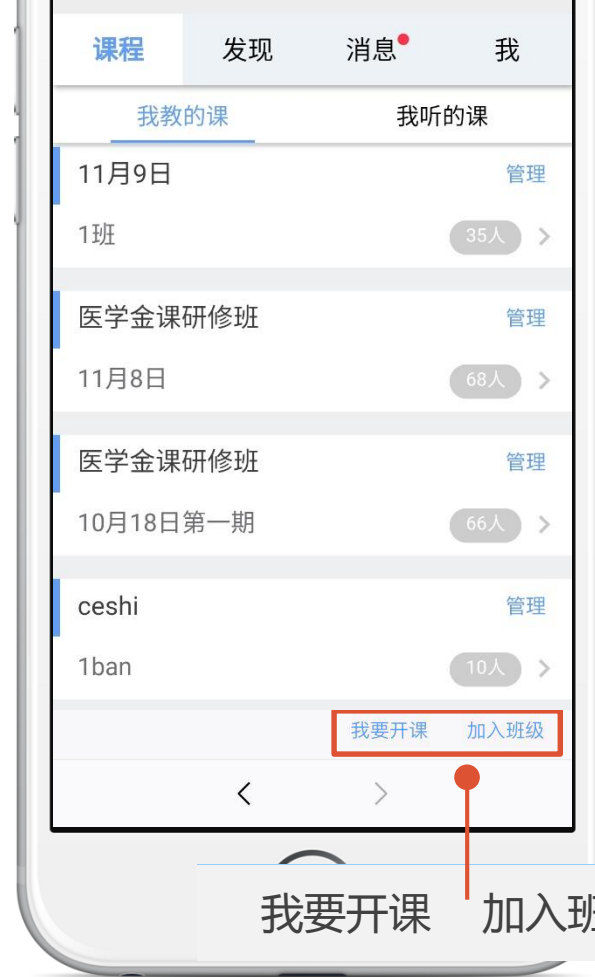 课程 发现 消息 我
我教的课 我听的课
11月9日 管理
1班 35人
医学金课研修班 管理
11月8日 68人
医学金课研修班 管理
10月18日第一期 66人
ceshi 管理
1ban 10人
我要开课 加入班级
我要开课 加入班